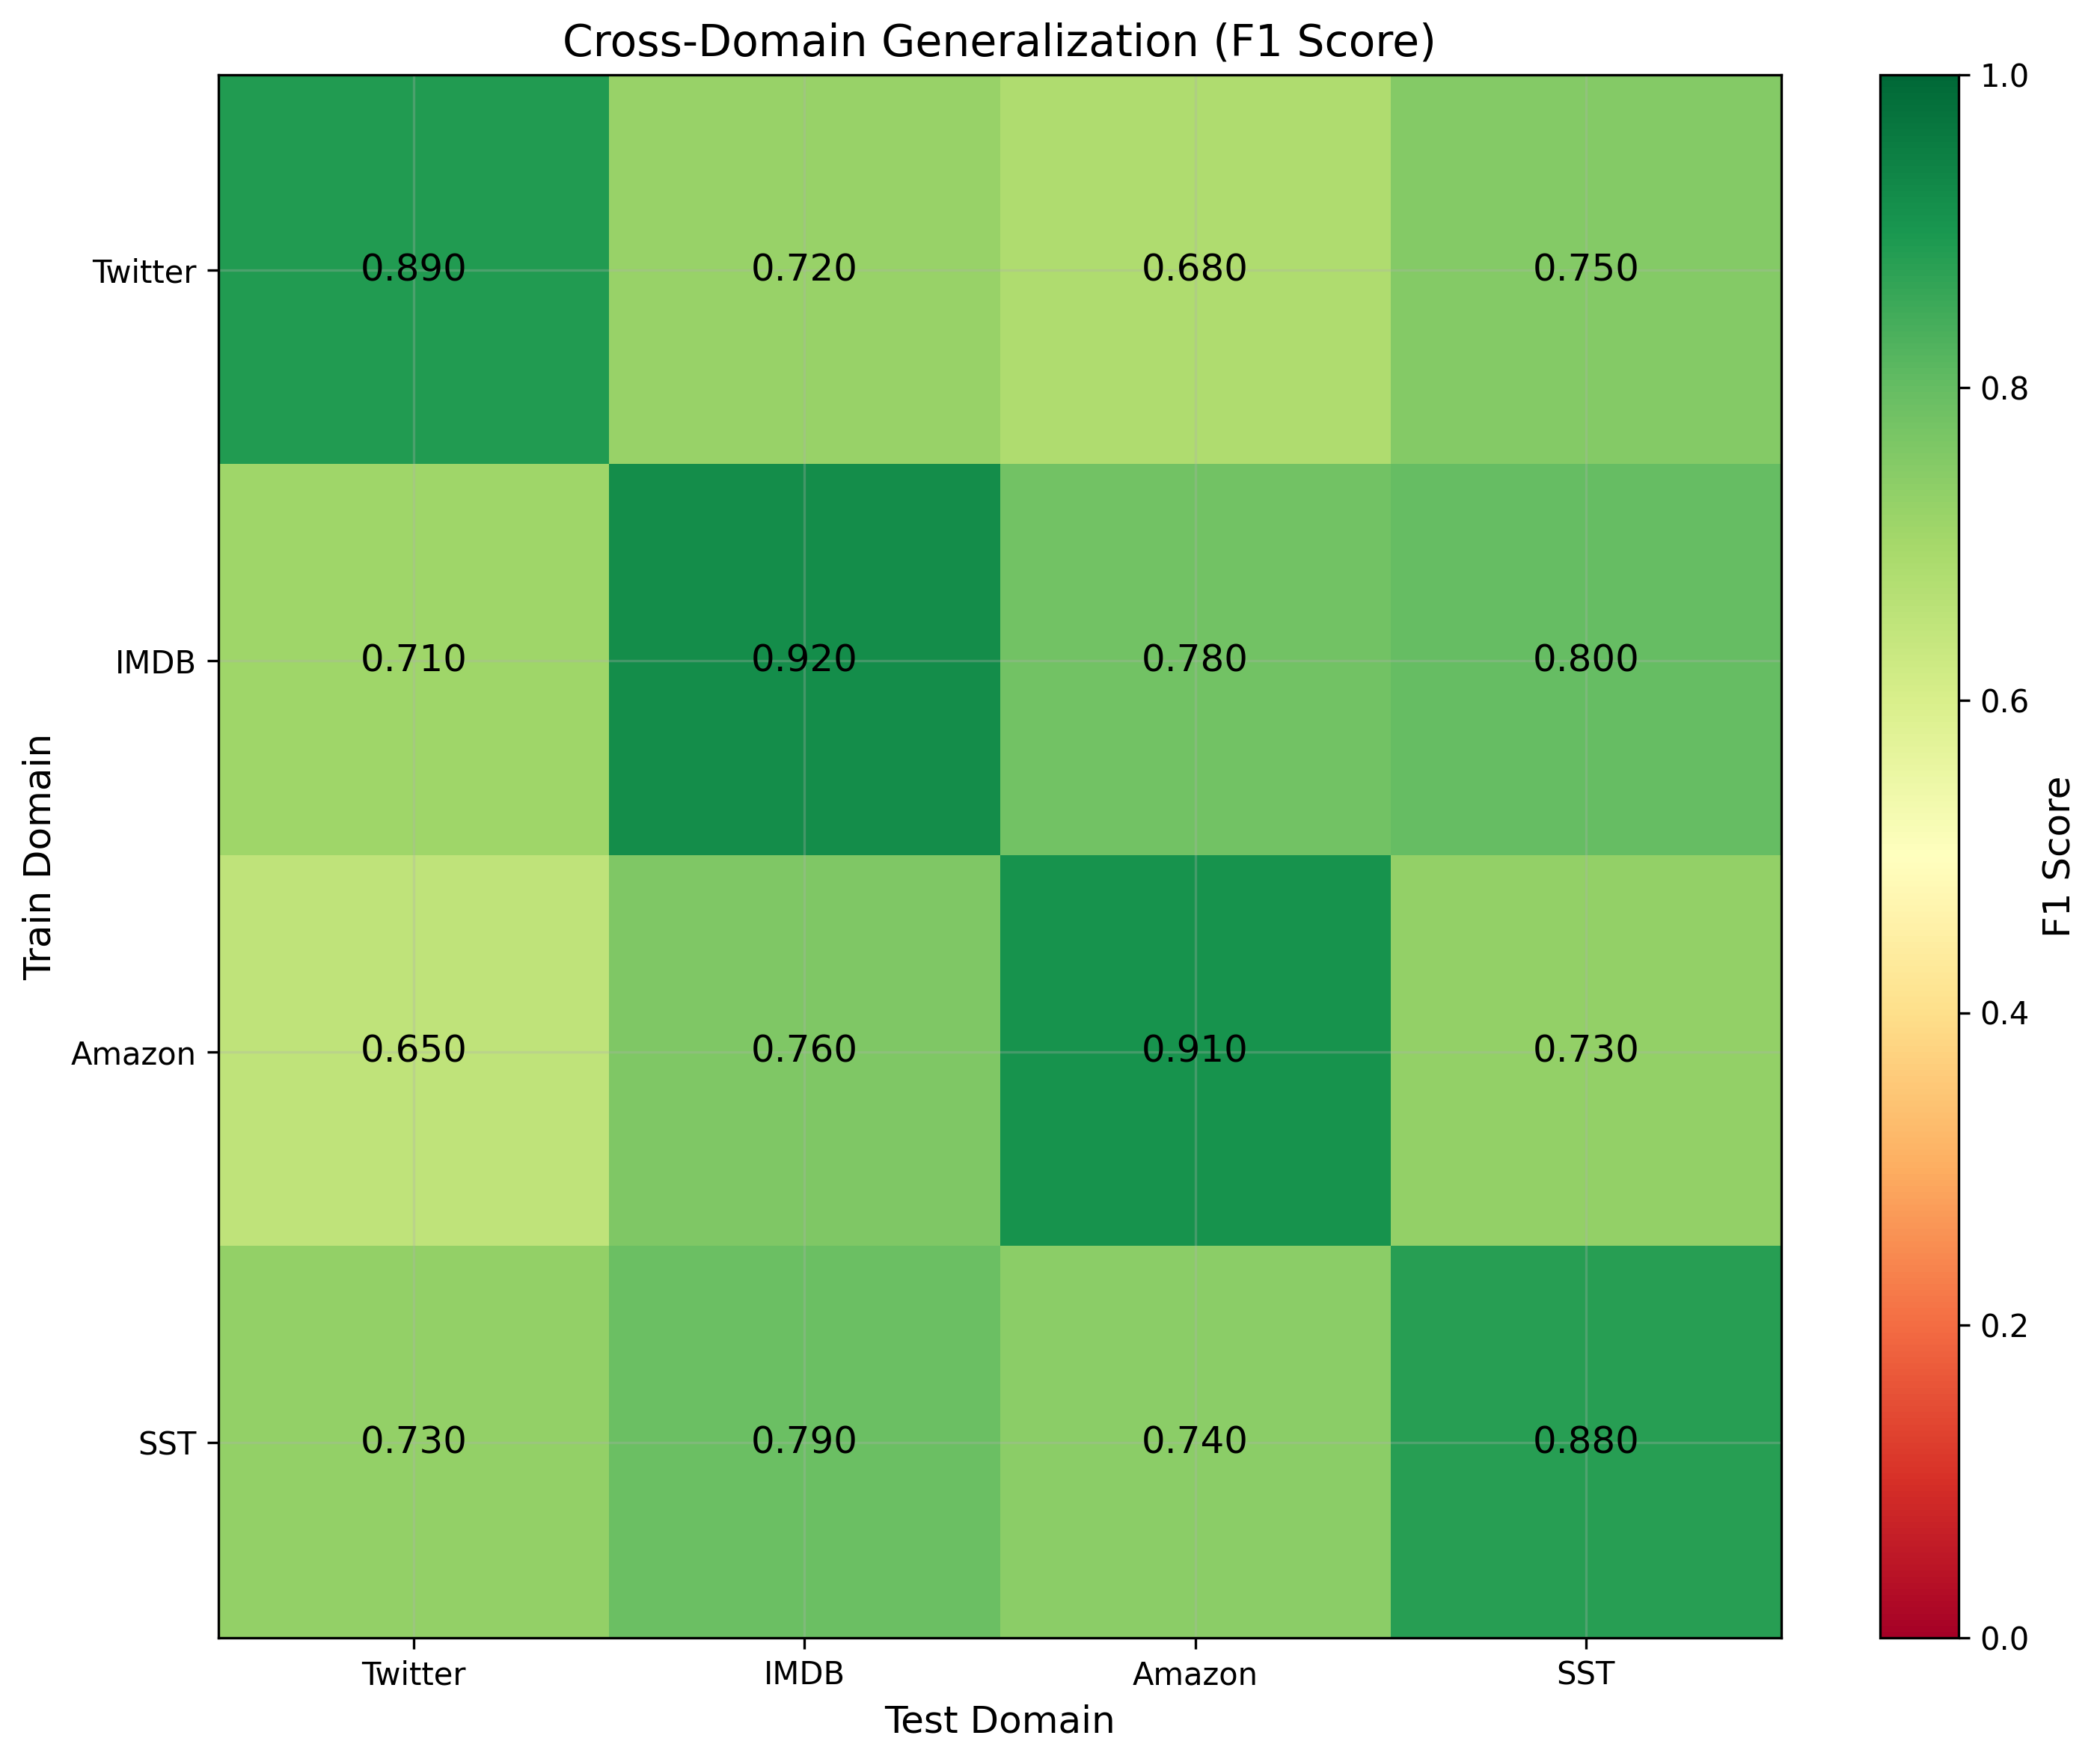 Cross-Domain Generalization (F1 Score)
Train Domain
Twitter 0.890 0.720 0.680 0.750
IMDB 0.710 0.920 0.780 0.800
Amazon 0.650 0.760 0.910 0.730
SST 0.730 0.790 0.740 0.880
Twitter IMDB Amazon SST
Test Domain
1.0
0.8
0.6
0.4
0.2
0.0
F1 Score